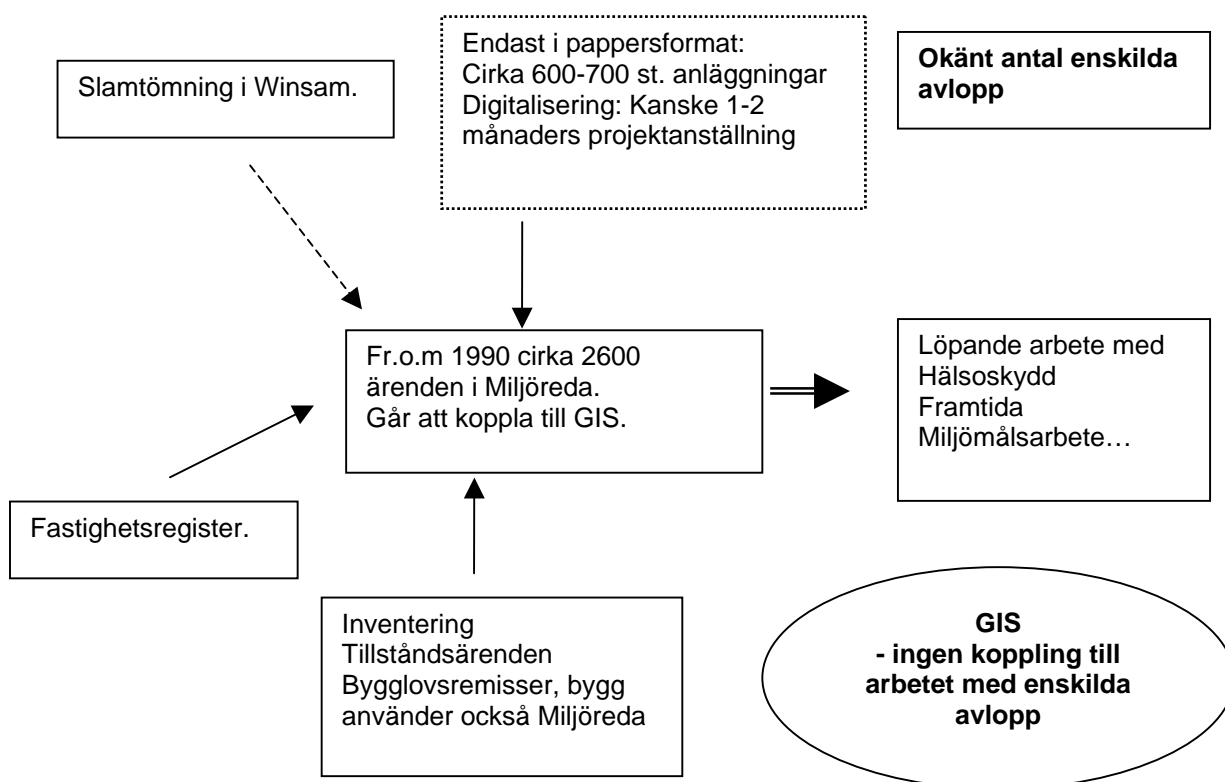 Slamtömning i Winsam.
Endast i pappersformat:
Cirka 600-700 st. anläggningar
Digitalisering: Kanske 1-2
månaders projektanställning
Okänt antal enskilda
avlopp
Fr.o.m 1990 cirka 2600
ärenden i Miljöreda.
Går att koppla till GIS.
Löpande arbete med
Hälsoskydd
Framtida
Miljömålsarbete…
Fastighetsregister.
Inventering
Tillståndsärenden
Bygglovsremisser, bygg
använder också Miljöreda
GIS
- ingen koppling till
arbetet med enskilda
avlopp